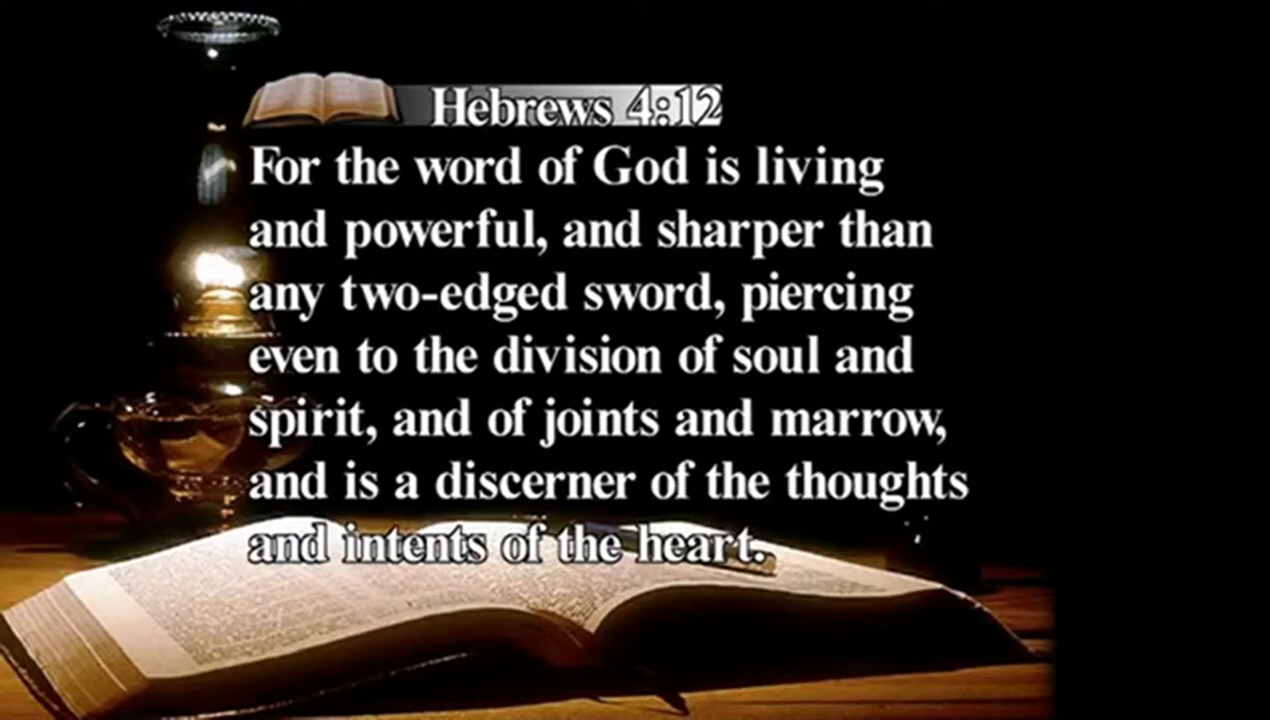 Hebrews 4:12
For the word of God is living
and powerful, and sharper than
any two-edged sword, piercing
even to the division of soul and
spirit, and of joints and marrow,
and is a discerner of the thoughts
and intents of the heart.